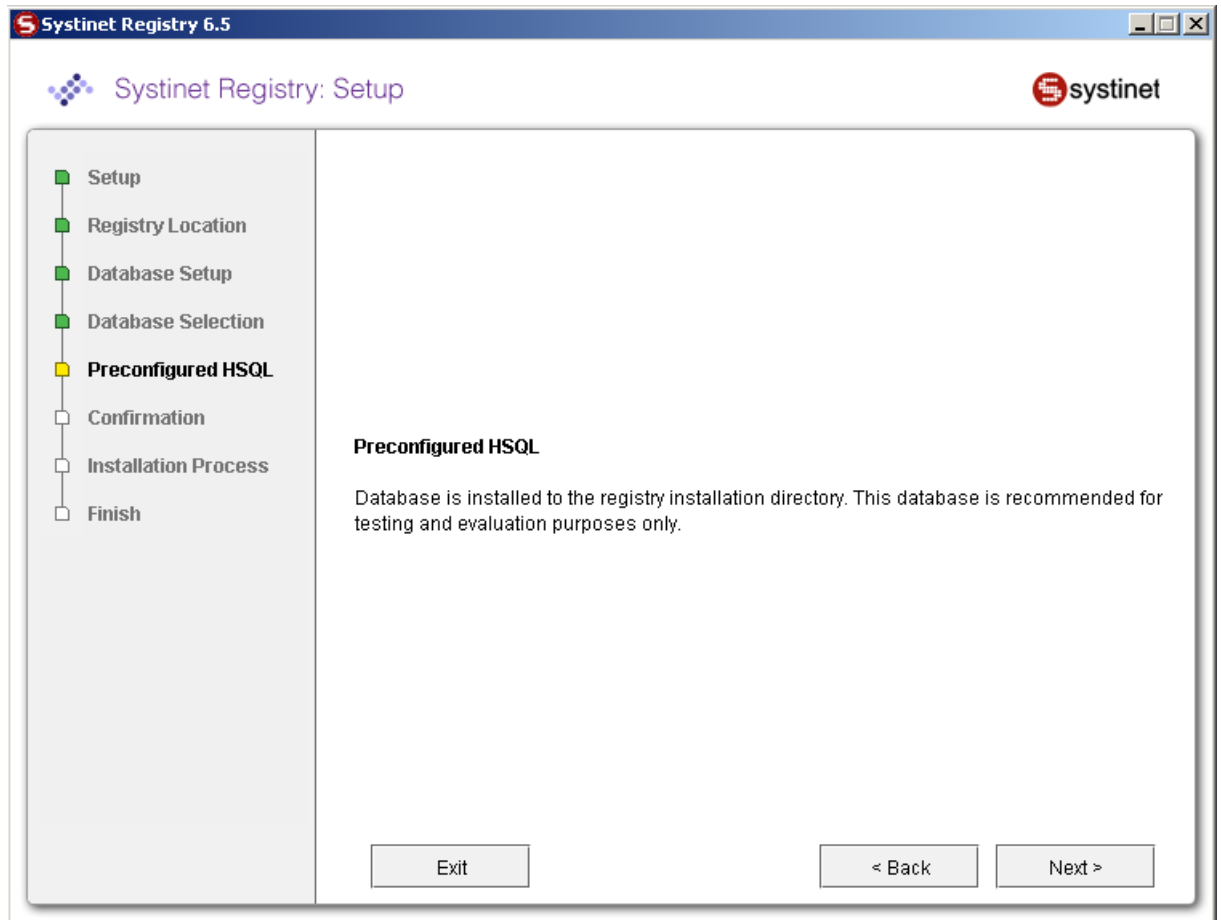 Systinet Registry 6.5
Systinet Registry: Setup
systinet
Setup
Registry Location
Database Setup
Database Selection
Preconfigured HSQL
Confirmation
Installation Process
Finish
Preconfigured HSQL
Database is installed to the registry installation directory. This database is recommended for
testing and evaluation purposes only.
Exit
< Back
Next >